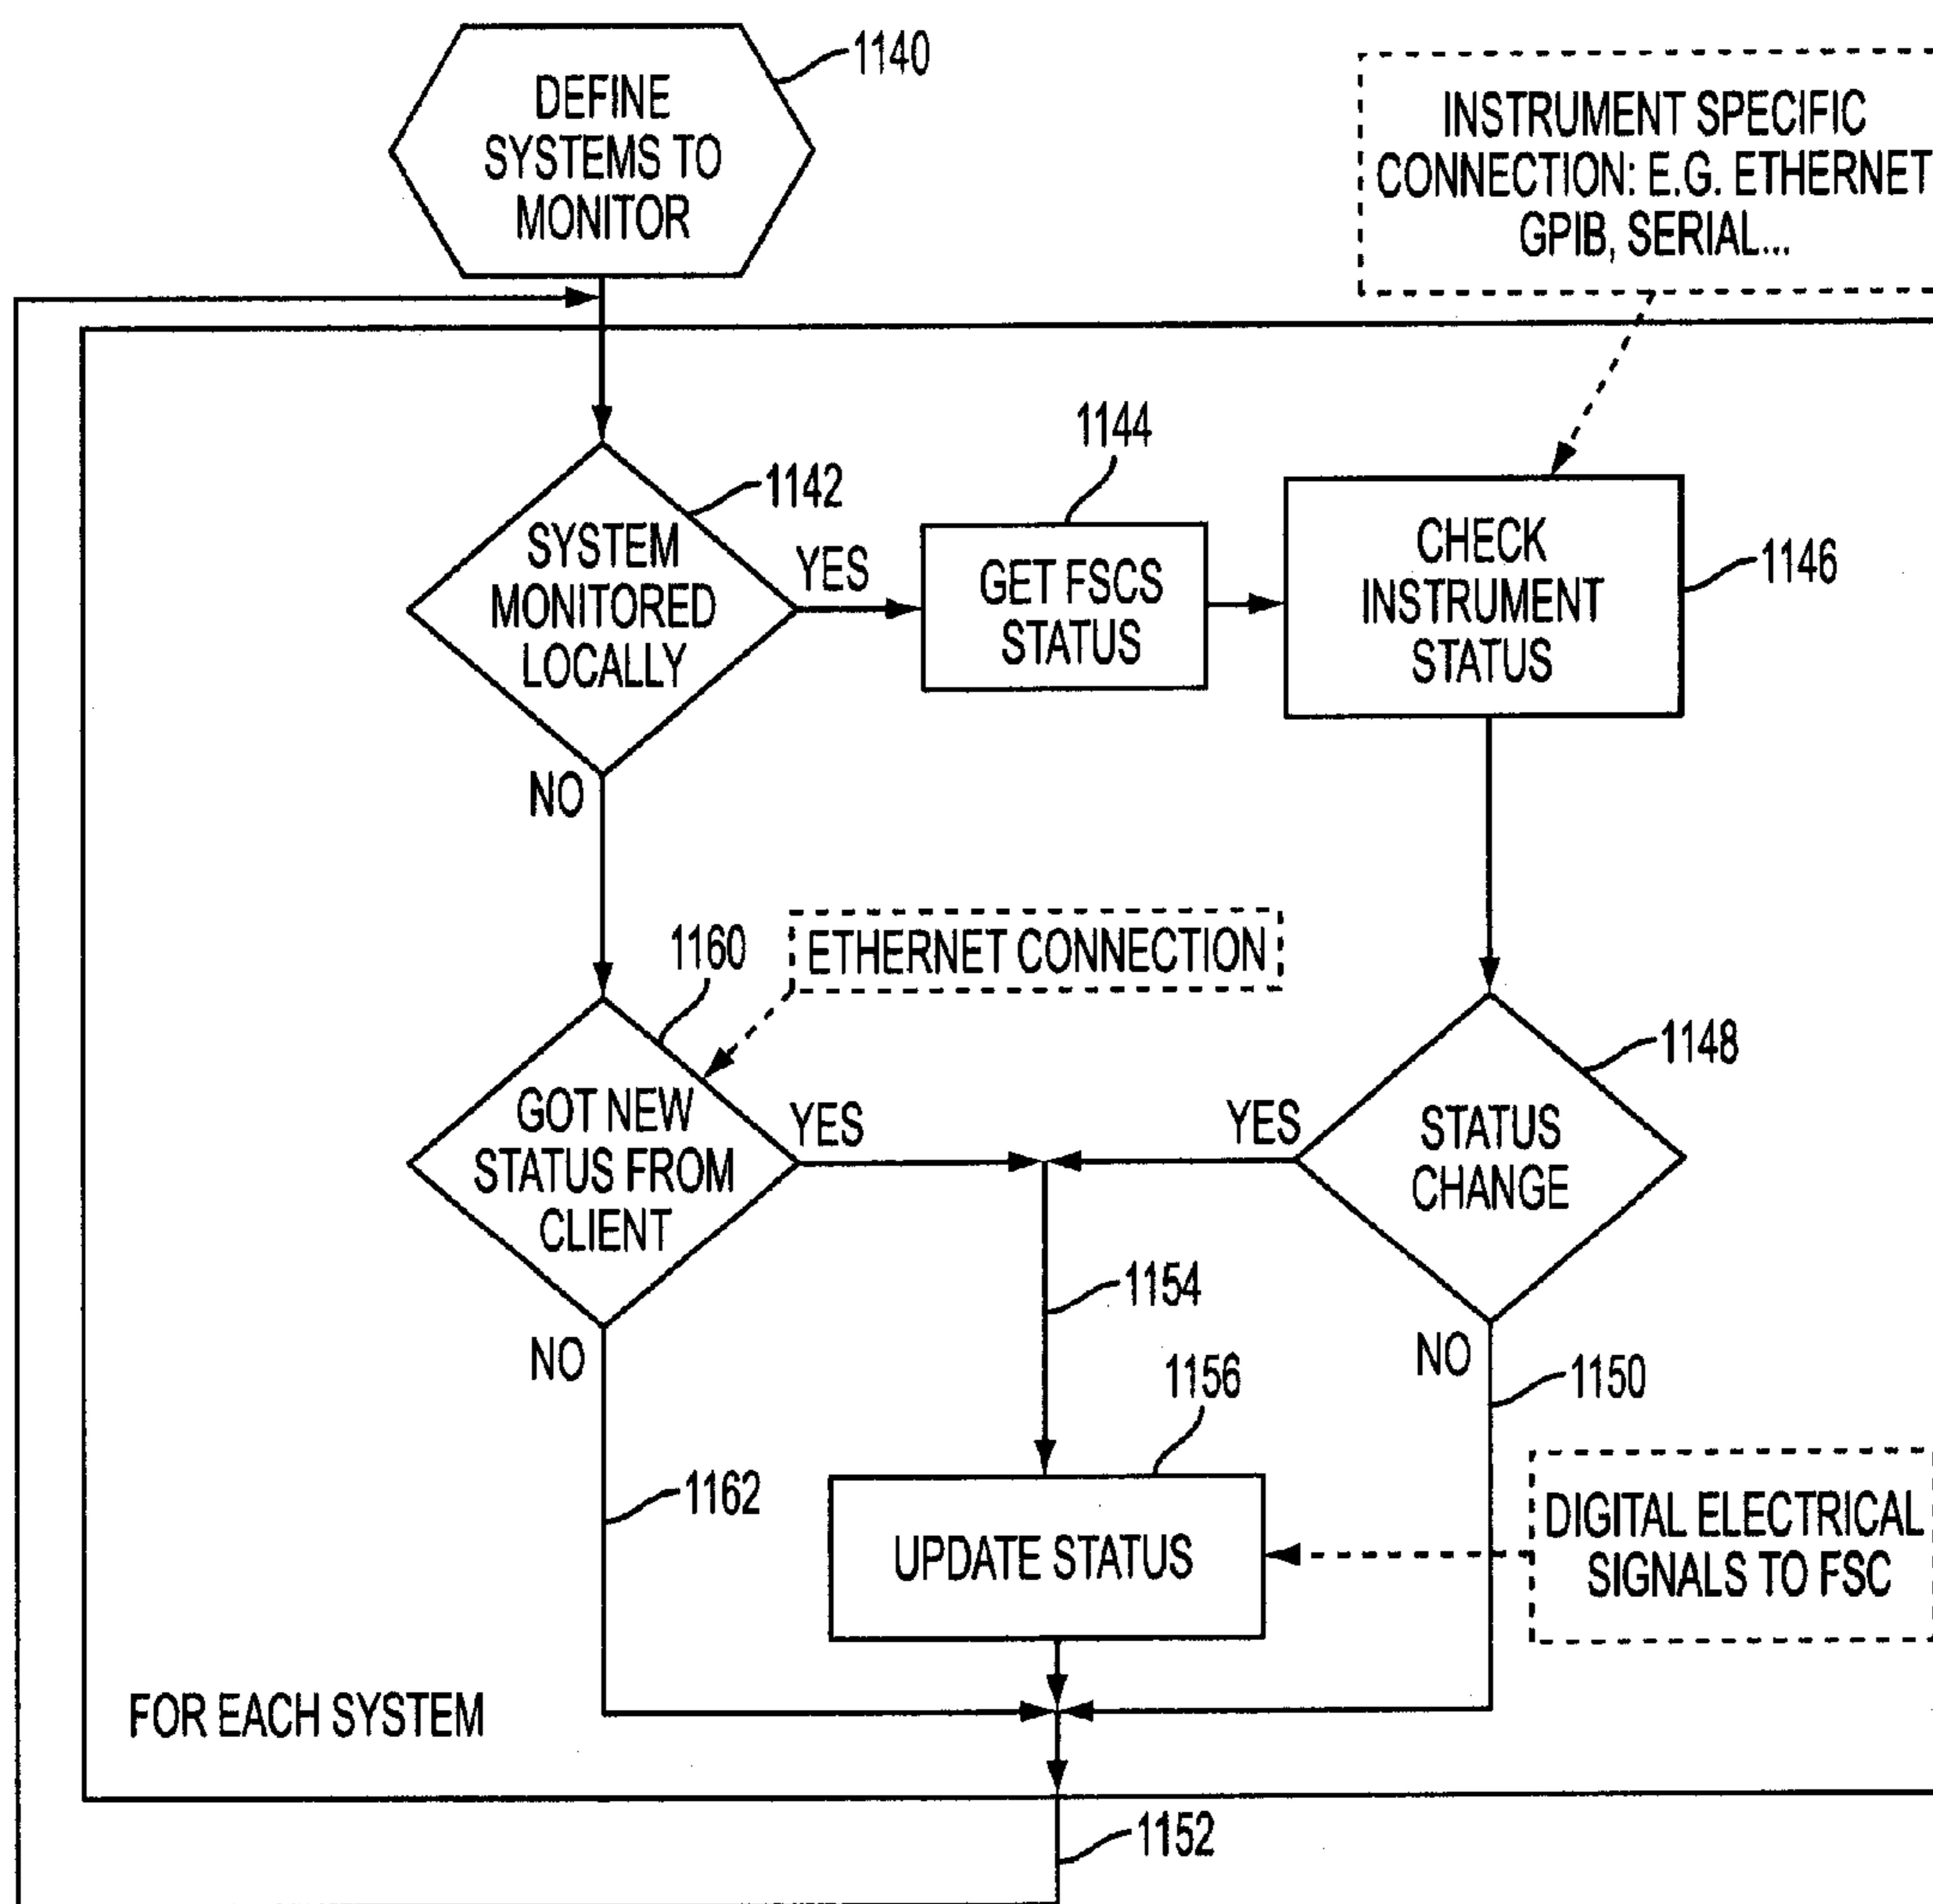 DEFINE
SYSTEMS TO
MONITOR
1140
INSTRUMENT SPECIFIC
CONNECTION: E.G. ETHERNET
GPIB, SERIAL...
SYSTEM
MONITORED
LOCALLY
1142
YES
NO
1144
GET FSCS
STATUS
CHECK
INSTRUMENT
STATUS
1146
1160
ETHERNET CONNECTION
GOT NEW
STATUS FROM
CLIENT
YES
NO
YES
STATUS
CHANGE
1148
NO
1154
1150
1156
1162
UPDATE STATUS
DIGITAL ELECTRICAL
SIGNALS TO FSC
FOR EACH SYSTEM
1152